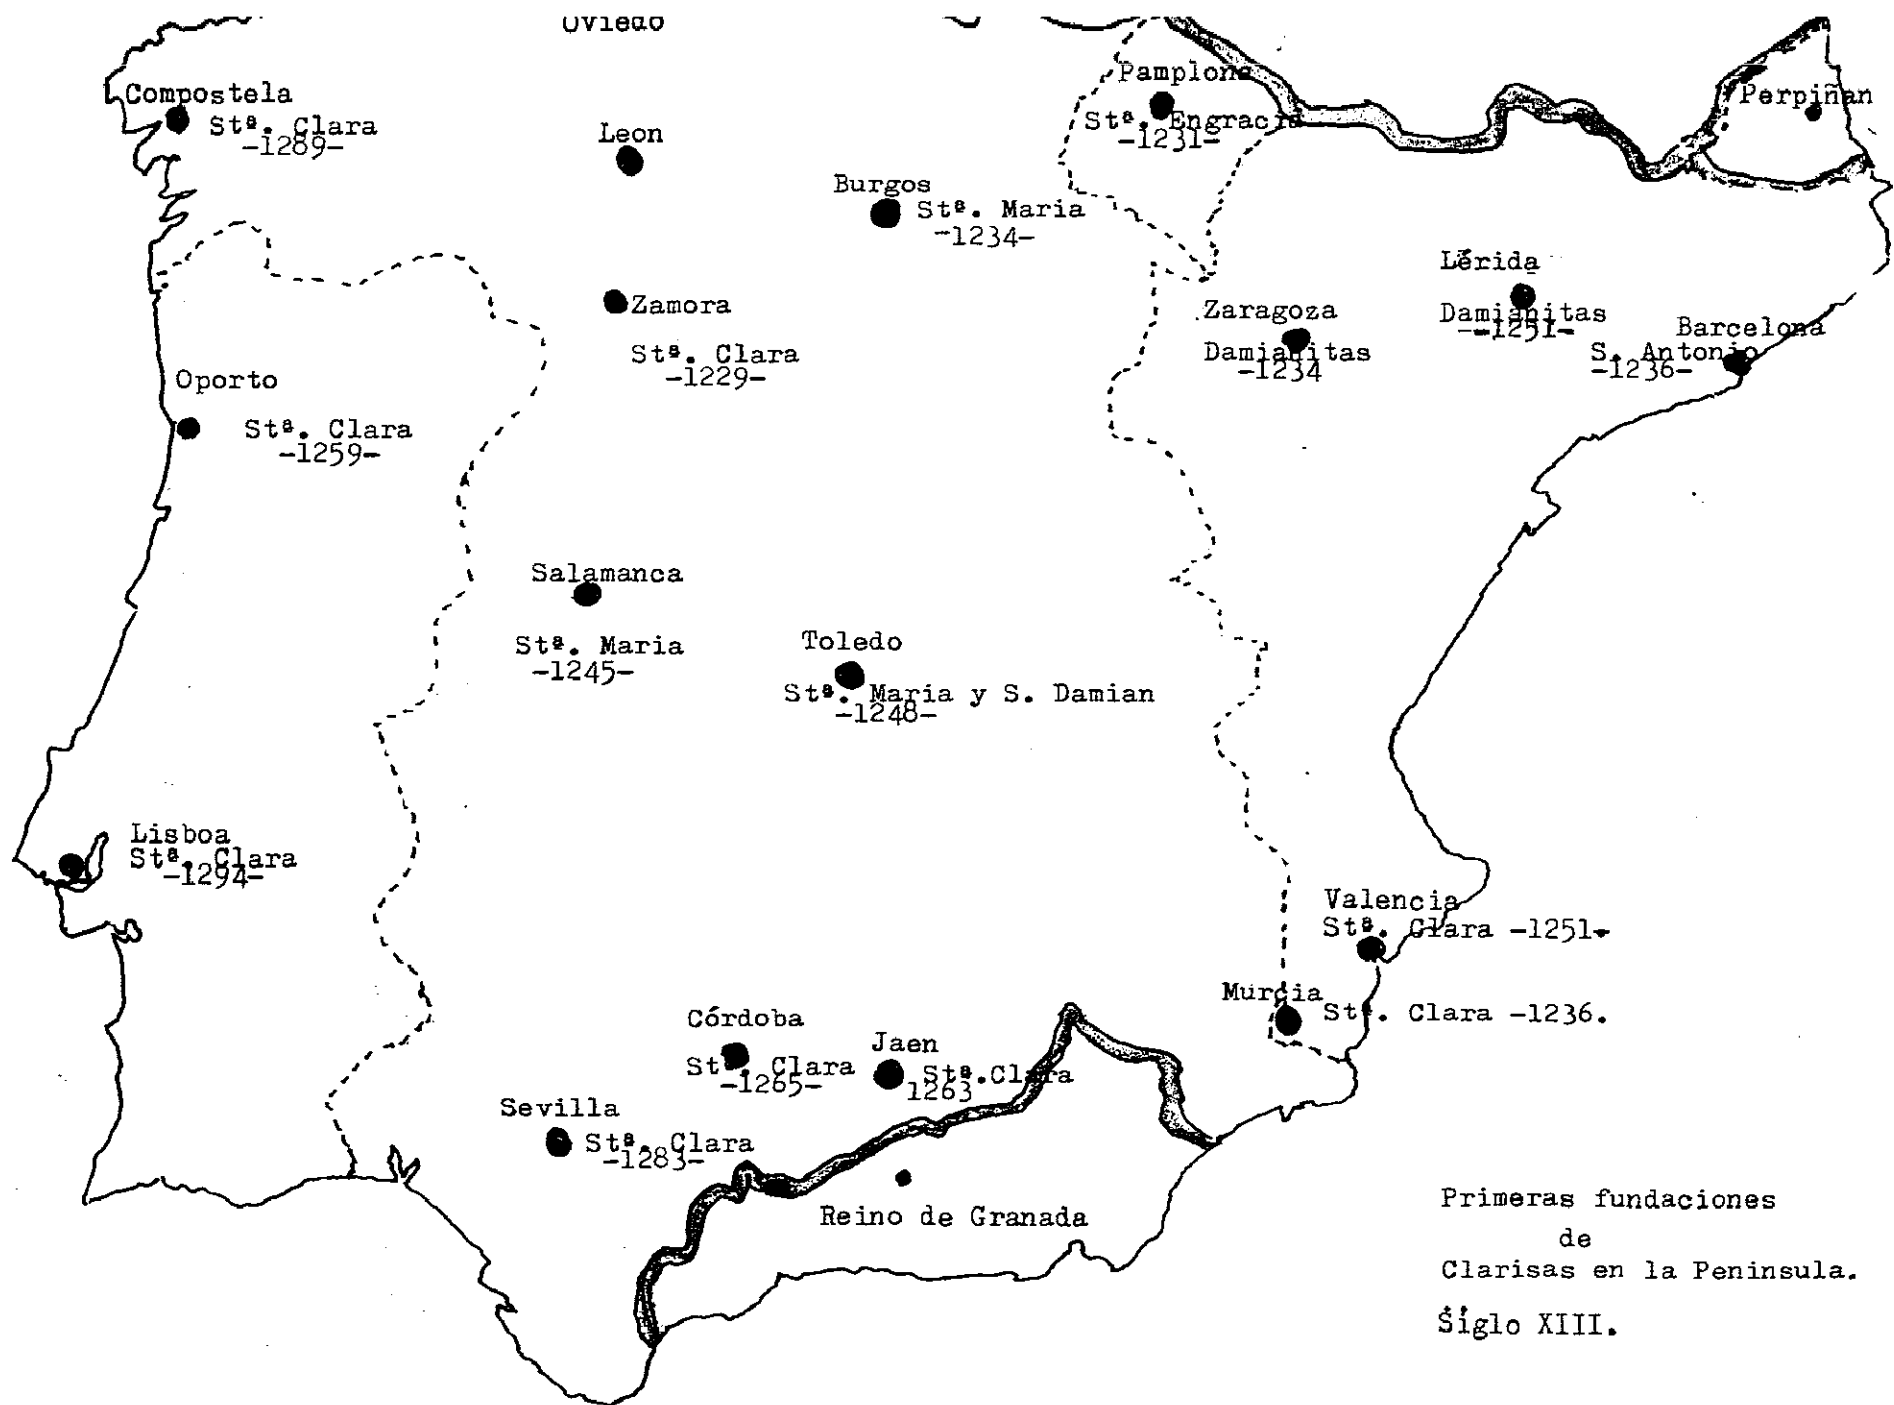 Oviedo
Compostela
Stª. Clara
-1289-
Leon
Pamplona
Stª. Engracia
-1231-
Perpiñan
Burgos
Stª. Maria
-1234-
Zamora
Stª. Clara
-1229-
Zaragoza
Damianitas
-1234
Lérida
Damianitas
-1251-
Barcelona
S. Antonio
-1236-
Oporto
Stª. Clara
-1259-
Salamanca
Stª. Maria
-1245-
Toledo
Stª. Maria y S. Damian
-1248-
Lisboa
Stª. Clara
-1294-
Valencia
Stª. Clara -1251-
Murcia
Stª. Clara -1236.
Córdoba
Stª. Clara
-1265-
Jaen
Stª.Clara
1263
Sevilla
Stª. Clara
-1283-
Reino de Granada
Primeras fundaciones
de
Clarisas en la Peninsula.
Siglo XIII.